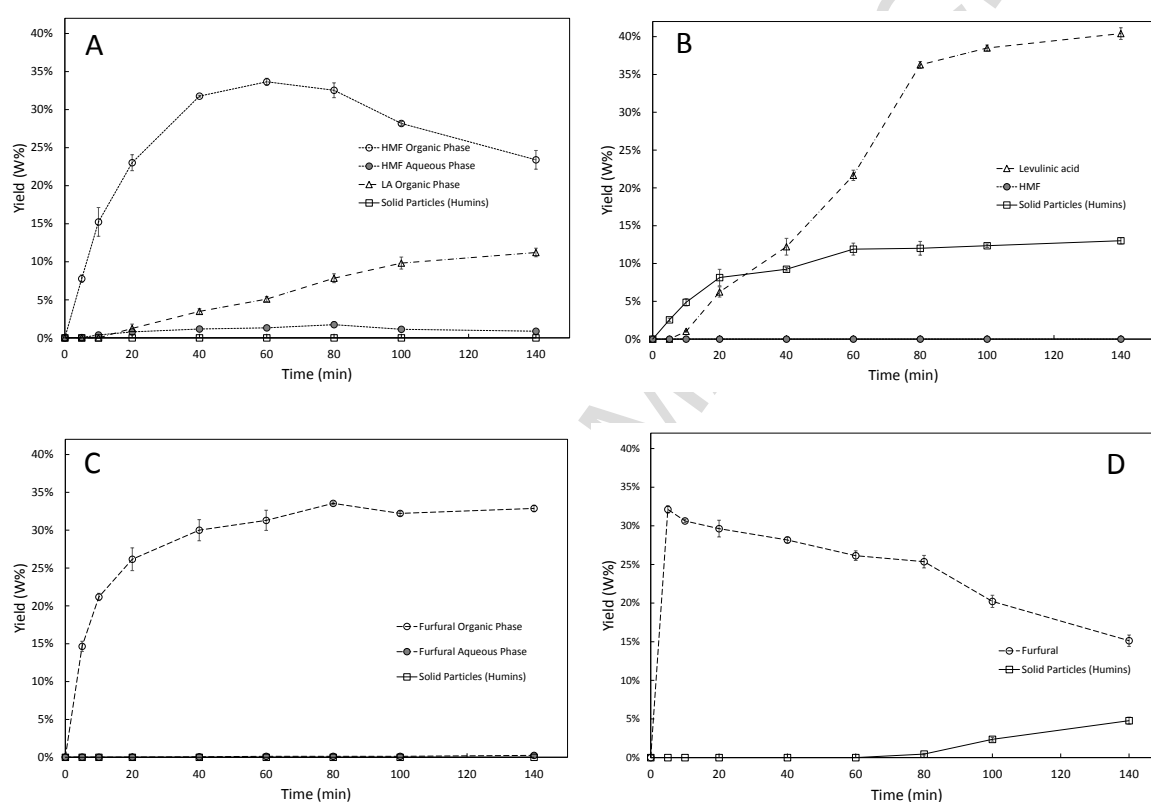 A
40%
35%
30%
25%
20%
15%
10%
5%
0%
Yield (W%)
HMF Organic Phase
HMF Aqueous Phase
LA Organic Phase
Solid Particles (Humins)
0 20 40 60 80 100 120 140
Time (min)
B
40%
35%
30%
25%
20%
15%
10%
5%
0%
Yield (W%)
Levulinic acid
HMF
Solid Particles (Humins)
0 20 40 60 80 100 120 140
Time (min)
C
40%
35%
30%
25%
20%
15%
10%
5%
0%
Yield (W%)
Furfural Organic Phase
Furfural Aqueous Phase
Solid Particles (Humins)
0 20 40 60 80 100 120 140
Time (min)
D
40%
35%
30%
25%
20%
15%
10%
5%
0%
Yield (W%)
Furfural
Solid Particles (Humins)
0 20 40 60 80 100 120 140
Time (min)